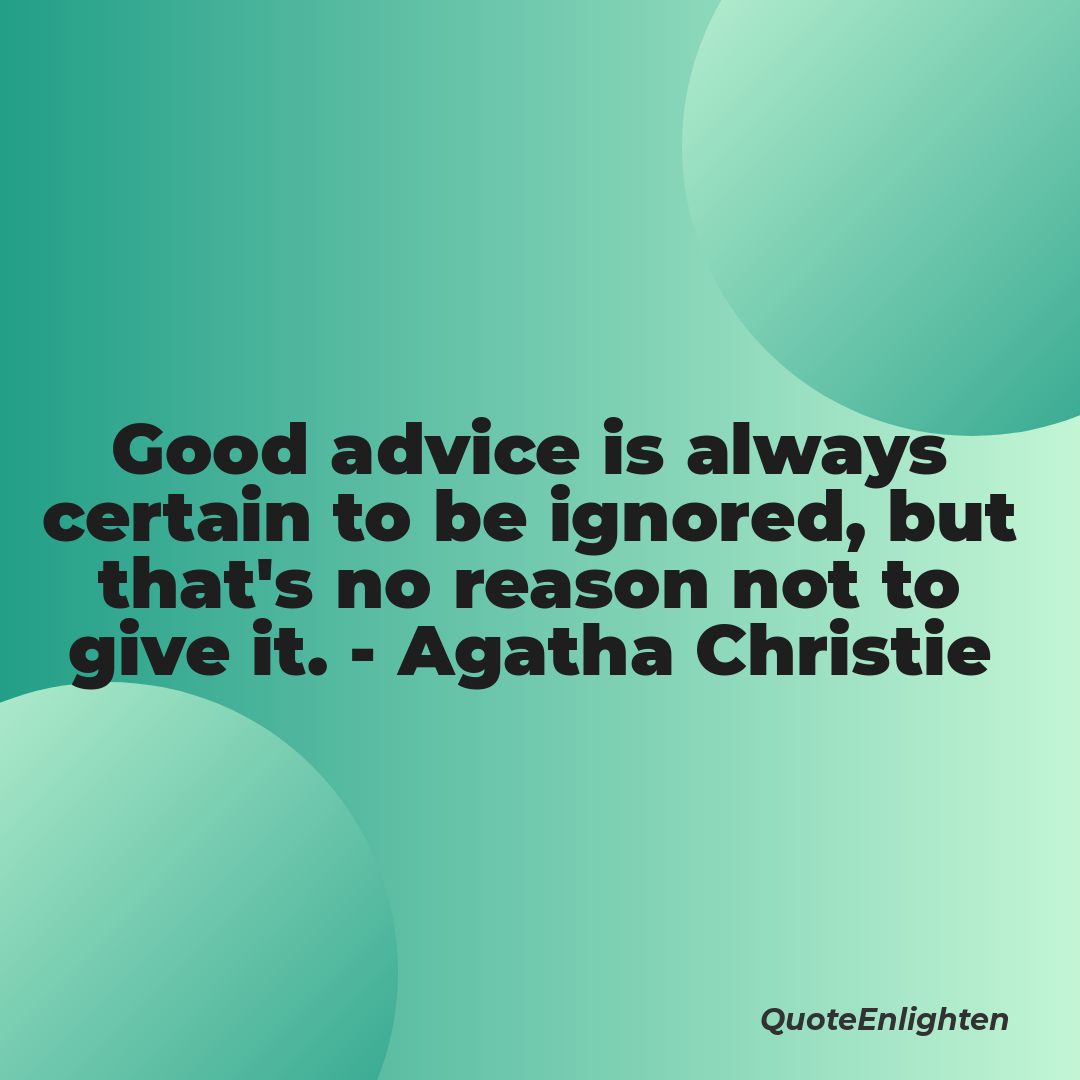 Good advice is always
certain to be ignored, but
that's no reason not to
give it. - Agatha Christie
QuoteEnlighten